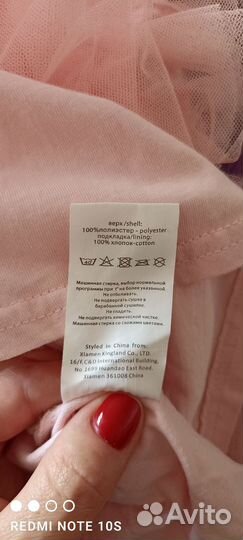 верх/shell:
100%полиэстер - polyester
подкладка/lining:
100% хлопок-cotton
Машинная стирка, выбор нормальной
программы при t° не более указанной.
Не отбеливать.
Не подвергать сушке в
барабанной сушилке.
Не гладить.
Не подвергать химической чистке.
Машинная стирка со схожими цветами.
Styled in China from:
Xiamen Xingland Co., LTD.
16/F, C&D International Building,
No 1699 Huandao East Road,
Xiamen 361008 China
REDMI NOTE 10S
Avito